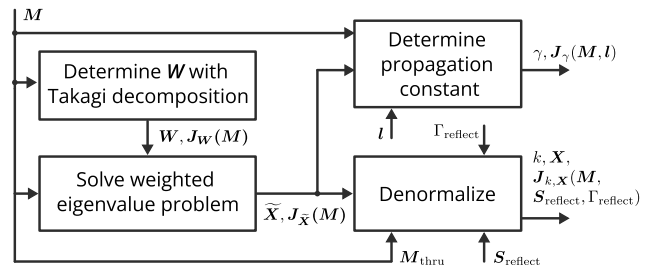 M
Determine W with
Takagi decomposition
W, J_W(M)
Solve weighted
eigenvalue problem
X̃, J_X̃(M)
Determine
propagation
constant
γ, J_γ(M, l)
l
Γ_reflect
Denormalize
k, X,
J_k,X(M,
S_reflect, Γ_reflect)
M_thru
S_reflect